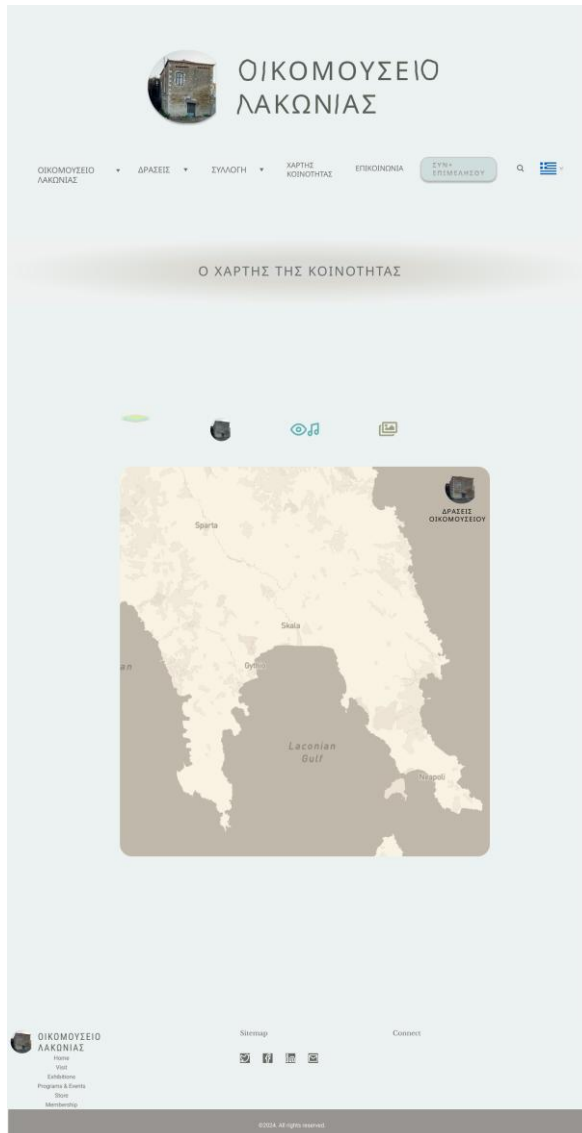 ΟΙΚΟΜΟΥΣΕΙΟ
ΛΑΚΩΝΙΑΣ
ΟΙΚΟΜΟΥΣΕΙΟ
ΛΑΚΩΝΙΑΣ
ΔΡΑΣΕΙΣ
ΣΥΛΛΟΓΗ
ΧΑΡΤΗΣ
ΚΟΙΝΟΤΗΤΑΣ
ΕΠΙΚΟΙΝΩΝΙΑ
ΣΥΝ+
ΕΠΙΜΕΛΗΣΟΥ
Ο ΧΑΡΤΗΣ ΤΗΣ ΚΟΙΝΟΤΗΤΑΣ
ΔΡΑΣΕΙΣ
ΟΙΚΟΜΟΥΣΕΙΟΥ
Sparta
Skala
an
Gythio
Laconian
Gulf
Neapoli
ΟΙΚΟΜΟΥΣΕΙΟ
ΛΑΚΩΝΙΑΣ
Home
Visit
Exhibitions
Programs & Events
Store
Membership
Sitemap
Connect
©2024. All rights reserved.